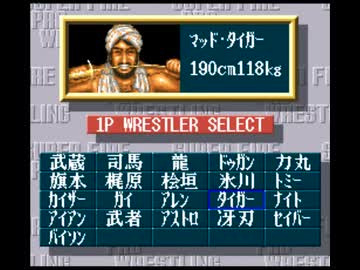 マッド・タイガー
190cm118kg
1P WRESTLER SELECT
武蔵 司馬 龍 ドゥガン 力丸
旗本 梶原 桧垣 氷川 トミー
カイザー ガイ アレン タイガー ナイト
アイアン 武者 アストロ 冴刃 セイバー
バイソン